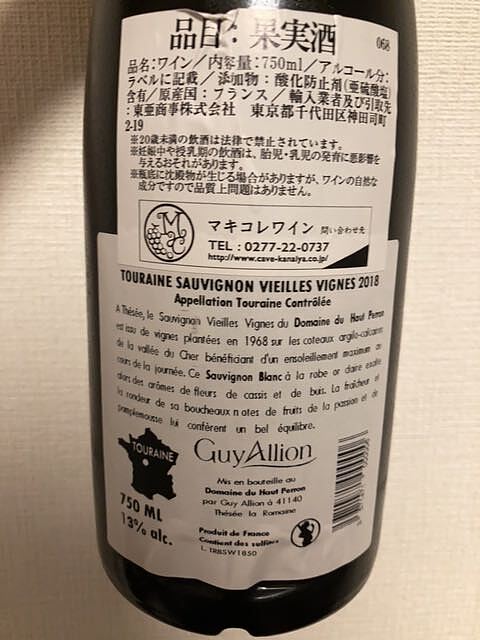 品目: 果実酒
068
品名:ワイン/内容量:750ml/アルコール分:
ラベルに記載/添加物:酸化防止剤(亜硫酸塩)
含有/原産国:フランス/輸入業者及び引取先
:東亜商事株式会社 東京都千代田区神田司町
2-19
※20歳未満の飲酒は法律で禁止されています。
※妊娠中や授乳期の飲酒は、胎児・乳児の発育に悪影響を
与えるおそれがあります。
※瓶底に沈殿物が生じる場合がありますが、ワインの自然な
成分ですので品質上問題はありません。
マキコレワイン 問い合わせ先
TEL:0277-22-0737
http://www.cave-kanaiya.co.jp/
TOURAINE SAUVIGNON VIEILLES VIGNES 2018
Appellation Touraine Contrôlée
A Thésée, le Sauvignon Vieilles Vignes du Domaine du Haut Perron
est issu de vignes plantées en 1968 sur les coteaux argilo-calcaires
de la vallée du Cher bénéficiant d'un ensoleillement maximum au
cours de la journée. Ce Sauvignon Blanc à la robe or claire exalte
alors des arômes de fleurs de cassis et de buis. La fraîcheur et
la rondeur de sa boucheaux n otes de fruits de la passion et de
pamplemousse lui confèrent un bel équilibre.
TOURAINE
750 ML
13% alc.
Guy Allion
Mis en bouteille au
Domaine du Haut Perron
par Guy Allion à 41140
Thésée la Romaine
Produit de France
Contient des sulfites
L. TRBSW1850